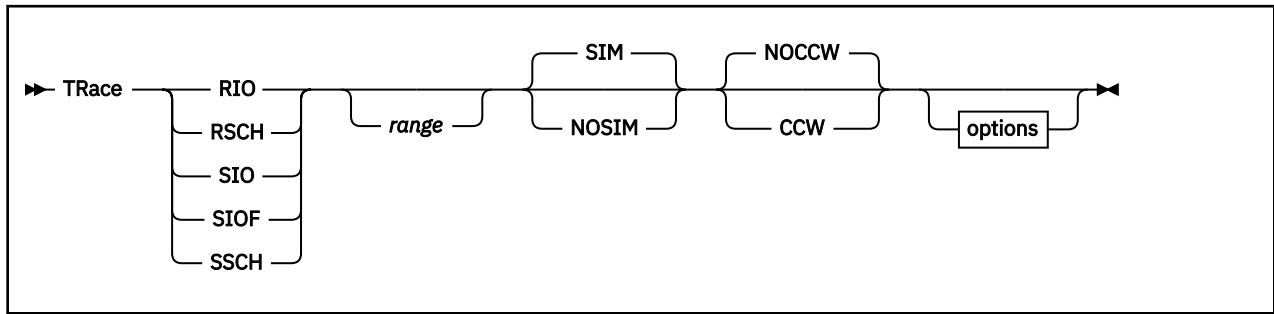 SIM NOCCW
TRace RIO
range
RSCH NOSIM CCW options
SIO
SIOF
SSCH